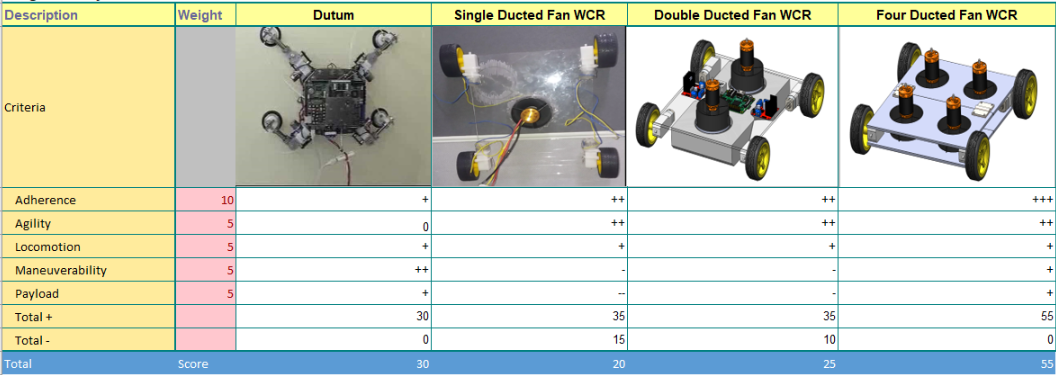 Description Weight Dutum Single Ducted Fan WCR Double Ducted Fan WCR Four Ducted Fan WCR
Criteria
Adherence 10 + ++ ++ +++
Agility 5 0 ++ ++ ++
Locomotion 5 + + + +
Maneuverability 5 ++ - - +
Payload 5 + -- - +
Total + 30 35 35 55
Total - 0 15 10 0
Total Score 30 20 25 55